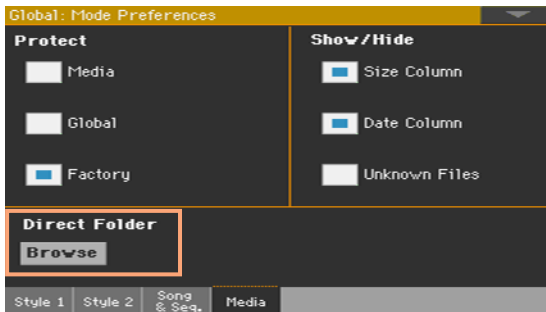 Global: Mode Preferences
Protect
Show/Hide
Media
Size Column
Global
Date Column
Factory
Unknown Files
Direct Folder
Browse
Style 1
Style 2
Song
& Seq.
Media